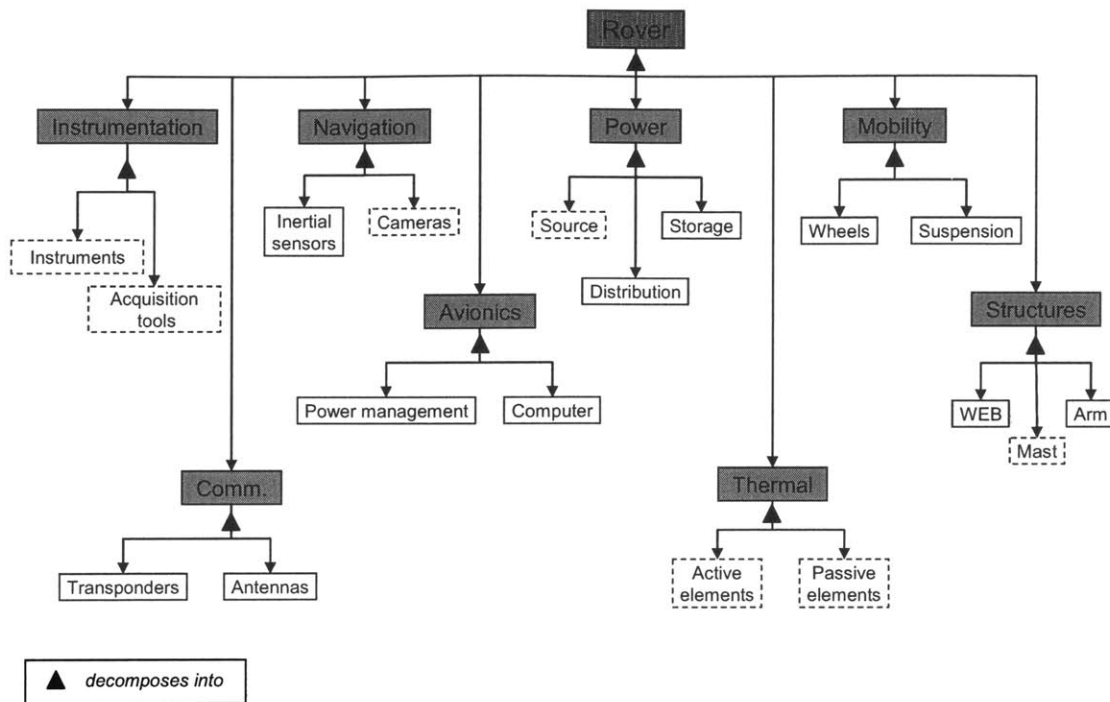 Rover
Instrumentation
Navigation
Power
Mobility
Instruments
Acquisition
tools
Inertial
sensors
Cameras
Source
Storage
Distribution
Wheels
Suspension
Avionics
Structures
Power management
Computer
WEB
Arm
Mast
Comm.
Thermal
Transponders
Antennas
Active
elements
Passive
elements
decomposes into